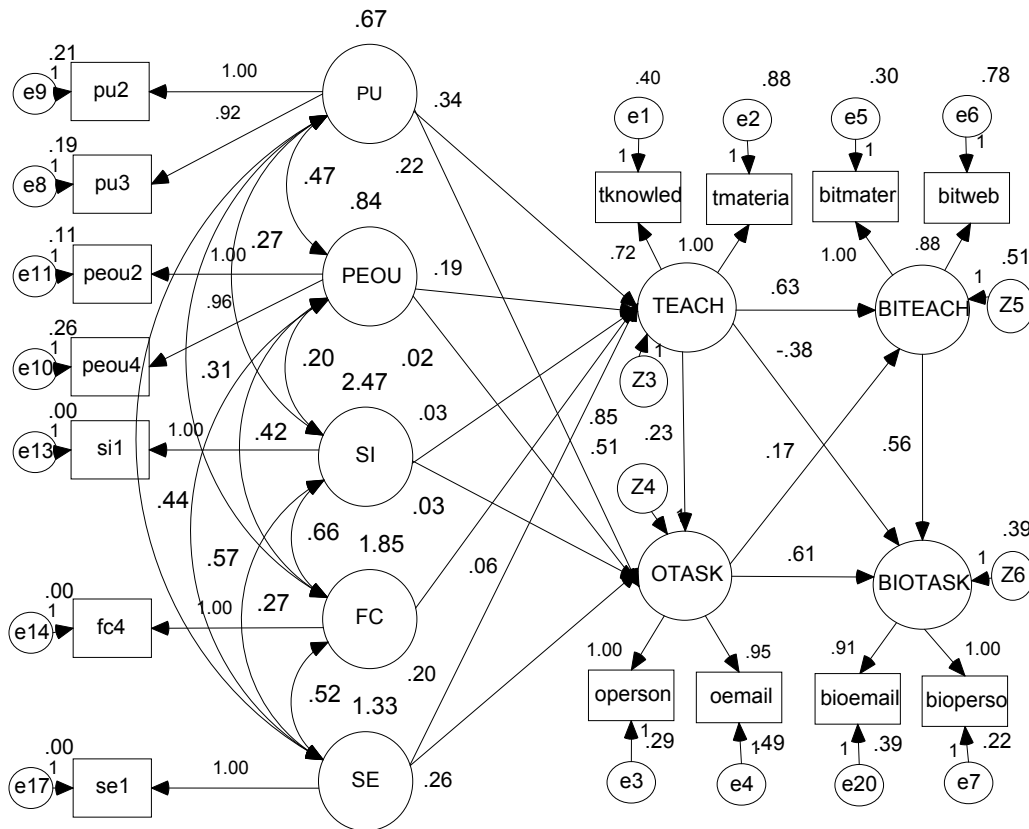 .67
.21
1
e9
pu2
1.00
PU
.34
.40
.88
.30
.78
e1
e2
e5
e6
1
1
1
1
.92
.19
1
e8
pu3
.22
.47
.84
tknowled
tmateria
bitmater
bitweb
.11
1
e11
peou2
1.00
.27
PEOU
.19
.72
1.00
1.00
.88
.51
TEACH
.63
BITEACH
1
Z5
.96
.26
1
e10
peou4
.31
.20
.02
2.47
1
Z3
-.38
.00
1
e13
si1
1.00
.42
SI
.03
.85
.51
.23
.17
.56
.44
.57
.66
.03
1.85
Z4
1
.39
.06
OTASK
.61
BIOTASK
1
Z6
.00
1
e14
fc4
1.00
.27
FC
.20
1.00
.95
.91
1.00
.52
1.33
operson
oemail
bioemail
bioperso
.00
1
e17
se1
1.00
SE
.26
1
.29
1
.49
1
.39
1
.22
e3
e4
e20
e7